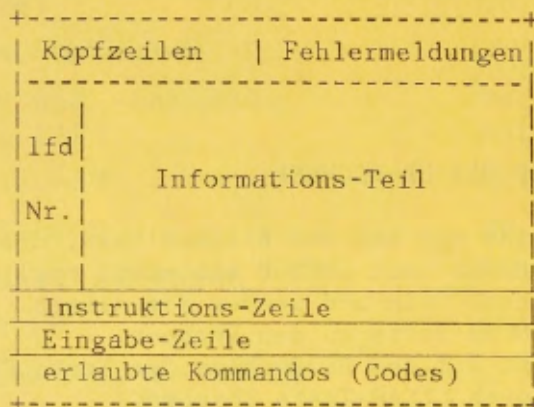 Kopfzeilen | Fehlermeldungen
lfd
Informations-Teil
Nr.
Instruktions-Zeile
Eingabe-Zeile
erlaubte Kommandos (Codes)